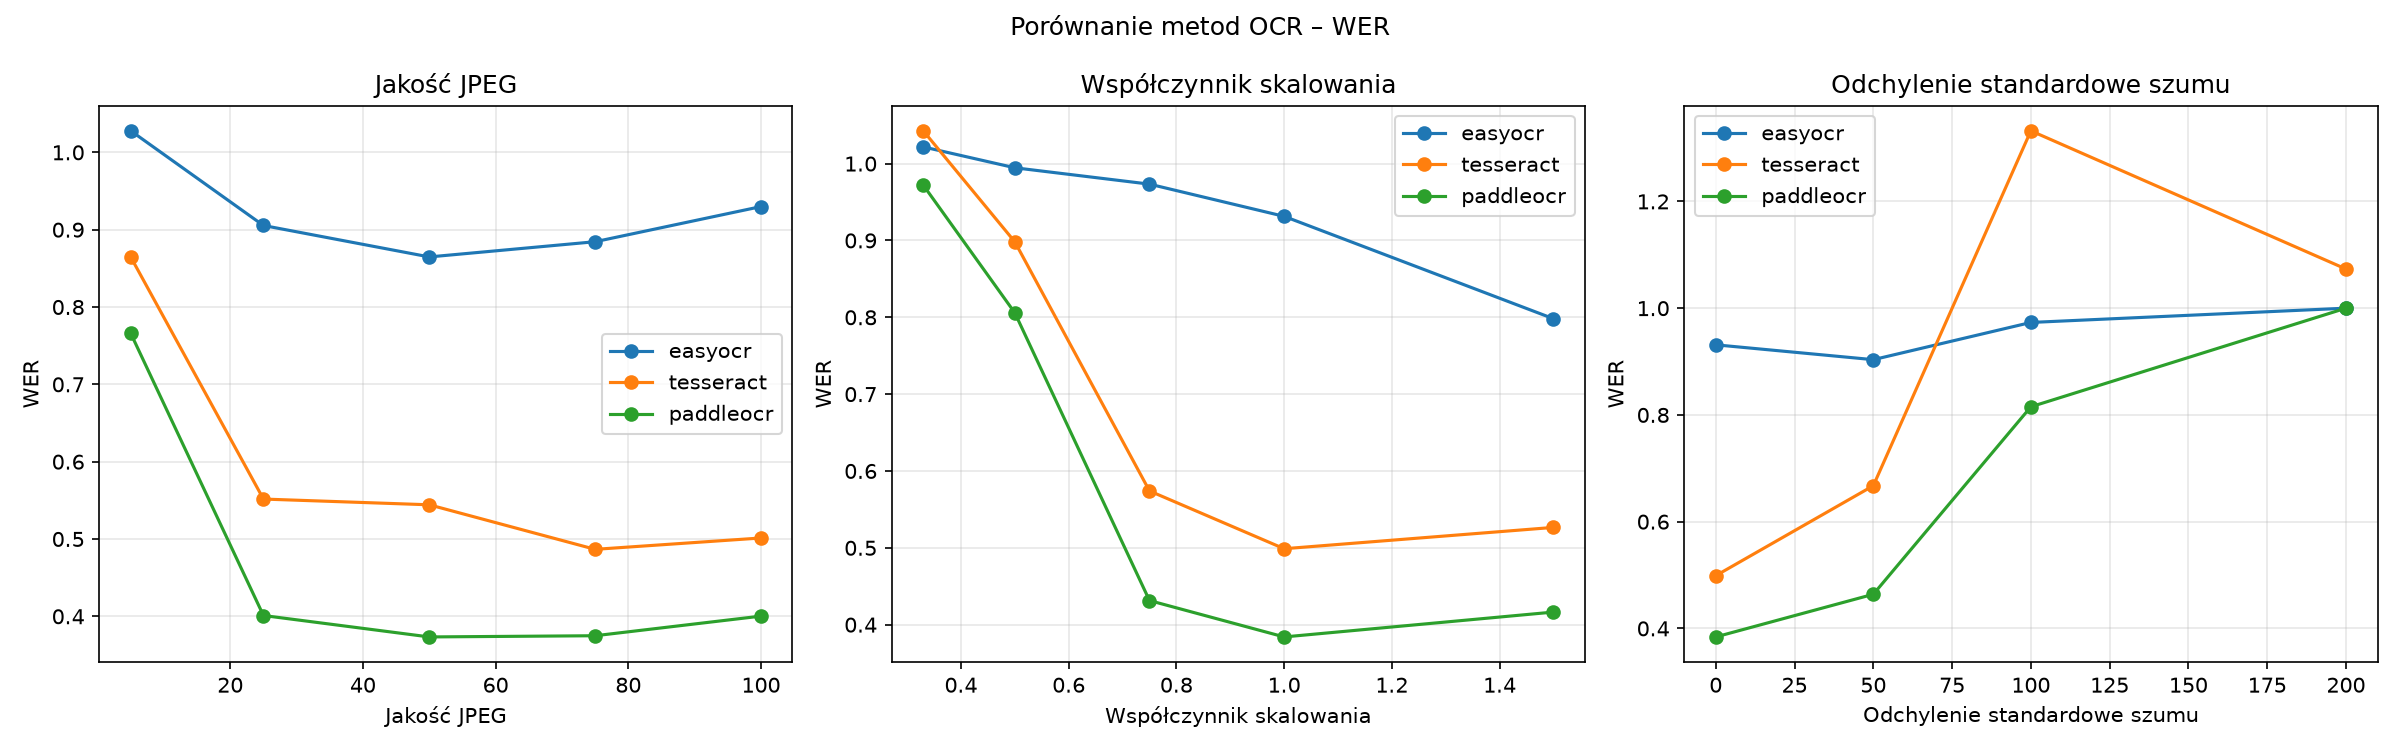 Porównanie metod OCR – WER
Jakość JPEG
1.0
0.9
0.8
0.7
0.6
0.5
0.4
WER
easyocr
tesseract
paddleocr
20 40 60 80 100
Jakość JPEG
Współczynnik skalowania
1.0
0.9
0.8
0.7
0.6
0.5
0.4
WER
easyocr
tesseract
paddleocr
0.4 0.6 0.8 1.0 1.2 1.4
Współczynnik skalowania
Odchylenie standardowe szumu
1.2
1.0
0.8
0.6
0.4
WER
easyocr
tesseract
paddleocr
0 25 50 75 100 125 150 175 200
Odchylenie standardowe szumu